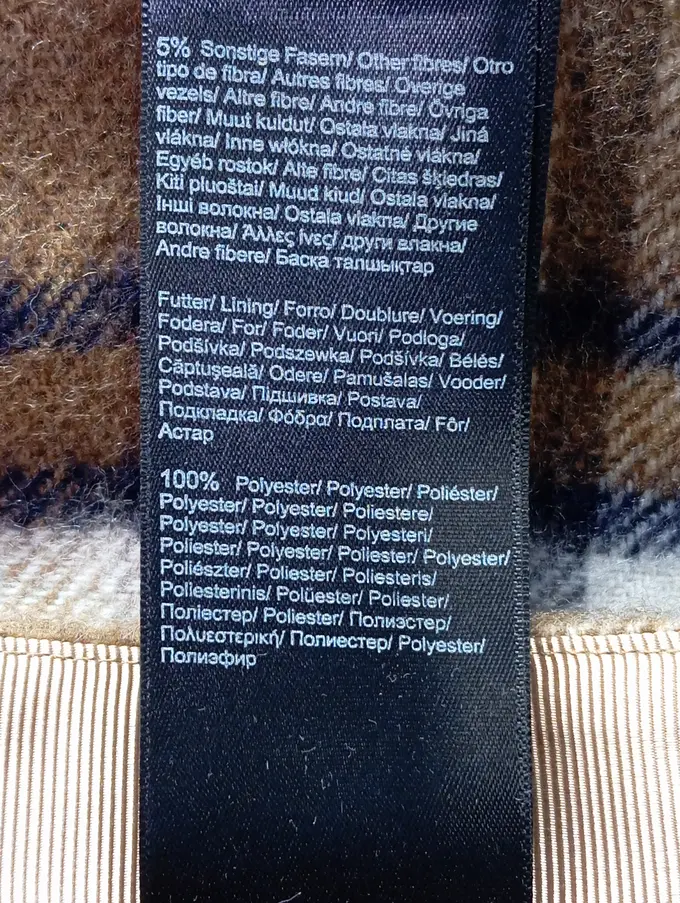 5% Sonstige Fasern/ Other fibres/ Otro
tipo de fibra/ Autres fibres/ Overige
vezels/ Altre fibre/ Andre fibre/ Övriga
fiber/ Muut kuidut/ Ostala vlakna/ Jiná
vlákna/ Inne włókna/ Ostatné vlákna/
Egyéb rostok/ Alte fibre/ Citas šķiedras/
Kiti pluoštai/ Muud kiud/ Ostala vlakna/
Інші волокна/ Ostala vlakna/ Другие
волокна/ Άλλες ίνες/ други влакна/
Andre fibere/ Басқа талшықтар
Futter/ Lining/ Forro/ Doublure/ Voering/
Fodera/ For/ Foder/ Vuori/ Podloga/
Podšívka/ Podszewka/ Podšívka/ Bélés/
Căptuşeală/ Odere/ Pamušalas/ Vooder/
Podstava/ Підшивка/ Postava/
Подкладка/ Φόδρα/ Подплата/ Fôr/
Астар
100% Polyester/ Polyester/ Poliéster/
Polyester/ Polyester/ Poliestere/
Polyester/ Polyester/ Polyesteri/
Poliester/ Polyester/ Poliester/ Polyester/
Poliészter/ Poliester/ Poliesteris/
Poliesterinis/ Polüester/ Poliester/
Поліестер/ Poliester/ Полиэстер/
Πολυεστερική/ Полиестер/ Polyester/
Полиэфир